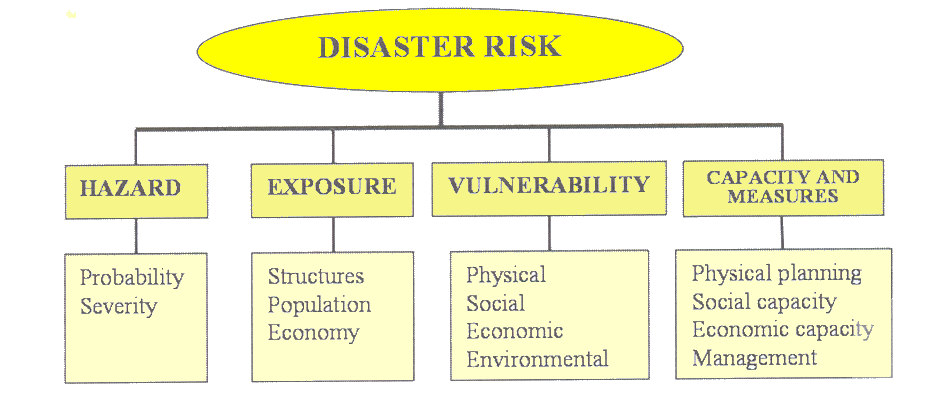 DISASTER RISK
HAZARD
EXPOSURE
VULNERABILITY
CAPACITY AND
MEASURES
Probability
Severity
Structures
Population
Economy
Physical
Social
Economic
Environmental
Physical planning
Social capacity
Economic capacity
Management